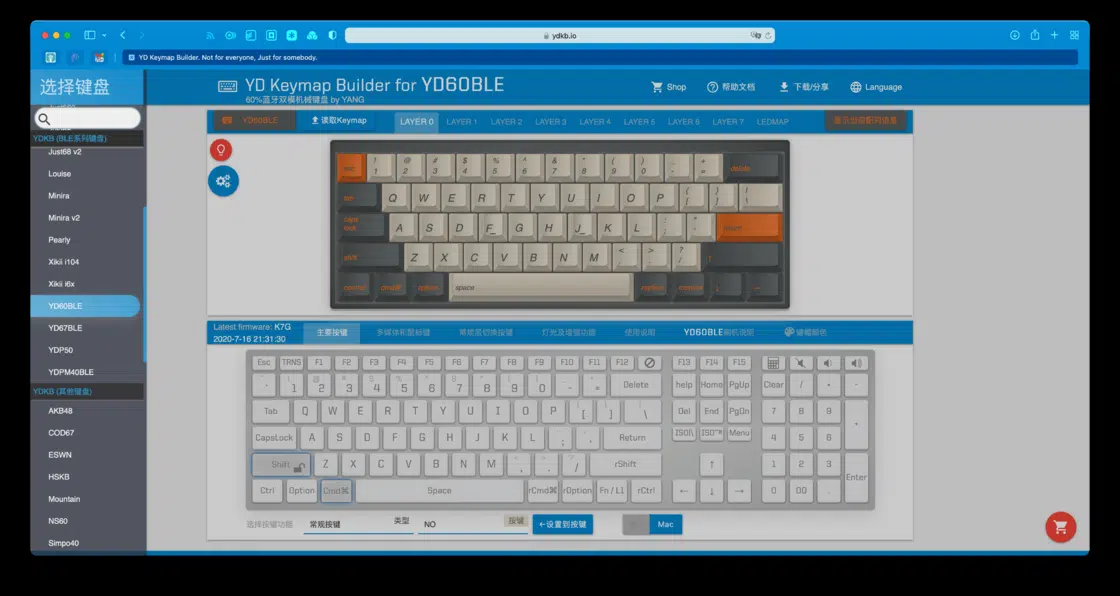 ydkb.io
YD Keymap Builder. Not for everyone, Just for somebody.
选择键盘
YDKB (BLE系列键盘)
Just68 v2
Louise
Minira
Minira v2
Pearly
Xikii i104
Xikii i6x
YD60BLE
YD67BLE
YDP50
YDPM40BLE
YDKB (其他键盘)
AKB48
COD67
ESWN
HSKB
Mountain
NS60
Simpo40
YD Keymap Builder for YD60BLE
60%蓝牙双模机械键盘 by YANG
Shop 帮助文档 下载/分享 Language
YD60BLE 读取Keymap LAYER 0 LAYER 1 LAYER 2 LAYER 3 LAYER 4 LAYER 5 LAYER 6 LAYER 7 LEDMAP
esc ! 1 @ 2 # 3 $ 4 % 5 ^ 6 & 7 * 8 ( 9 ) 0 - + = delete
tab Q W E R T Y U I O P { [ } ] | \
caps lock A S D F G H J K L ; return
shift Z X C V B N M < , > . ? / ↑
control cmd⌘ option space option control ↓ →
Latest firmware: K7G
2020-7-16 21:31:30
主要按键 多媒体和鼠标键 常规层切换按键 灯光及增强功能 使用说明 YD60BLE刷机说明 键帽颜色
Esc TRNS F1 F2 F3 F4 F5 F6 F7 F8 F9 F10 F11 F12 F13 F14 F15
1 2 3 4 5 6 7 8 9 0 - = Delete help Home PgUp Clear / * -
Tab Q W E R T Y U I O P [ ] \ Del End PgDn 7 8 9 +
CapsLock A S D F G H J K L ; ' Return ISO|\ ISO~# Menu 4 5 6
Shift Z X C V B N M , . / rShift ↑ 1 2 3 Enter
Ctrl Option Cmd⌘ Space rCmd⌘ rOption Fn / L1 rCtrl ← ↓ → 0 00 .
选择按键功能 常规按键 类型 NO 按键 ←设置到按键 Mac